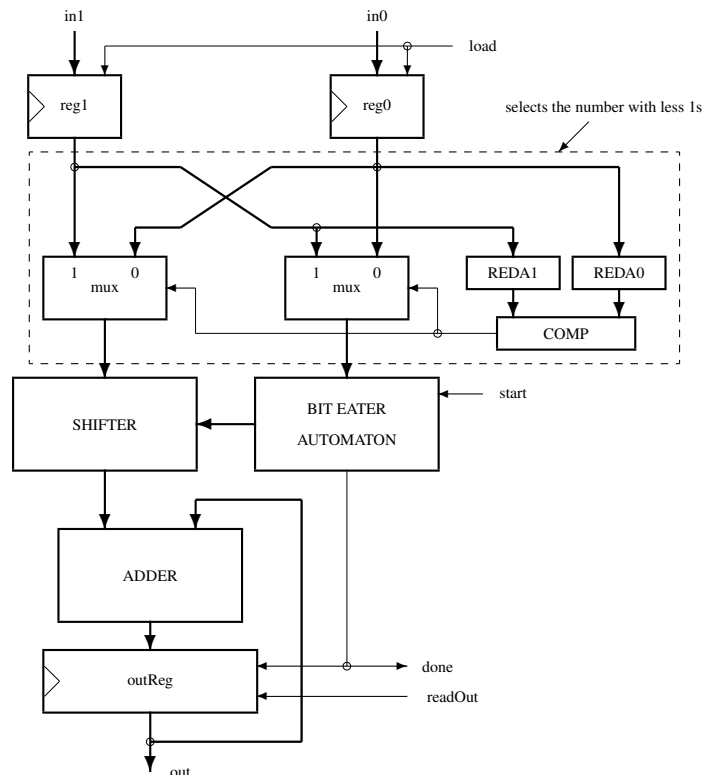 in1
in0
load
reg1
reg0
selects the number with less 1s
1
0
mux
1
0
mux
REDA1
REDA0
COMP
SHIFTER
BIT EATER
AUTOMATON
start
ADDER
outReg
done
readOut
out